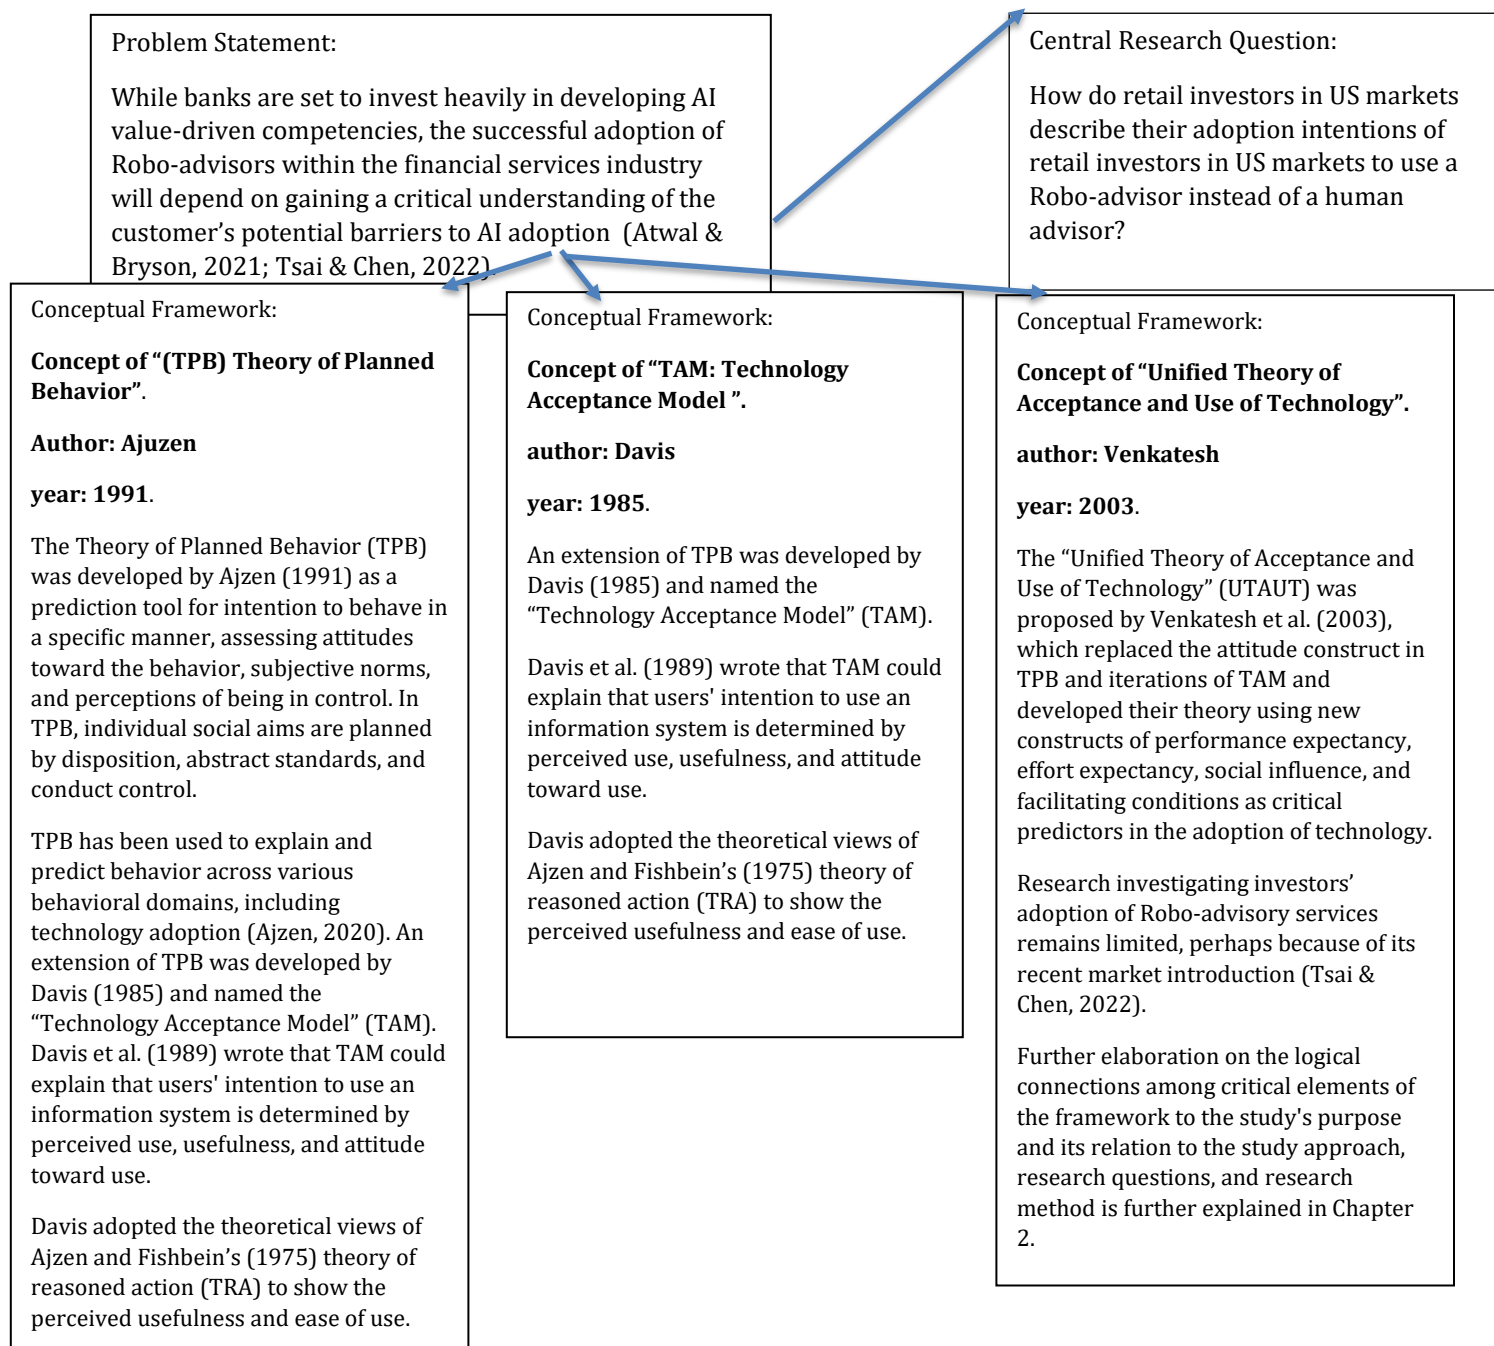 Problem Statement:
While banks are set to invest heavily in developing AI
value-driven competencies, the successful adoption of
Robo-advisors within the financial services industry
will depend on gaining a critical understanding of the
customer’s potential barriers to AI adoption (Atwal &
Bryson, 2021; Tsai & Chen, 2022).
Central Research Question:
How do retail investors in US markets
describe their adoption intentions of
retail investors in US markets to use a
Robo-advisor instead of a human
advisor?
Conceptual Framework:
Concept of “(TPB) Theory of Planned
Behavior”.
Author: Ajuzen
year: 1991.
The Theory of Planned Behavior (TPB)
was developed by Ajzen (1991) as a
prediction tool for intention to behave in
a specific manner, assessing attitudes
toward the behavior, subjective norms,
and perceptions of being in control. In
TPB, individual social aims are planned
by disposition, abstract standards, and
conduct control.
TPB has been used to explain and
predict behavior across various
behavioral domains, including
technology adoption (Ajzen, 2020). An
extension of TPB was developed by
Davis (1985) and named the
“Technology Acceptance Model” (TAM).
Davis et al. (1989) wrote that TAM could
explain that users' intention to use an
information system is determined by
perceived use, usefulness, and attitude
toward use.
Davis adopted the theoretical views of
Ajzen and Fishbein’s (1975) theory of
reasoned action (TRA) to show the
perceived usefulness and ease of use.
Conceptual Framework:
Concept of “TAM: Technology
Acceptance Model ”.
author: Davis
year: 1985.
An extension of TPB was developed by
Davis (1985) and named the
“Technology Acceptance Model” (TAM).
Davis et al. (1989) wrote that TAM could
explain that users' intention to use an
information system is determined by
perceived use, usefulness, and attitude
toward use.
Davis adopted the theoretical views of
Ajzen and Fishbein’s (1975) theory of
reasoned action (TRA) to show the
perceived usefulness and ease of use.
Conceptual Framework:
Concept of “Unified Theory of
Acceptance and Use of Technology”.
author: Venkatesh
year: 2003.
The “Unified Theory of Acceptance and
Use of Technology” (UTAUT) was
proposed by Venkatesh et al. (2003),
which replaced the attitude construct in
TPB and iterations of TAM and
developed their theory using new
constructs of performance expectancy,
effort expectancy, social influence, and
facilitating conditions as critical
predictors in the adoption of technology.
Research investigating investors’
adoption of Robo-advisory services
remains limited, perhaps because of its
recent market introduction (Tsai &
Chen, 2022).
Further elaboration on the logical
connections among critical elements of
the framework to the study's purpose
and its relation to the study approach,
research questions, and research
method is further explained in Chapter
2.